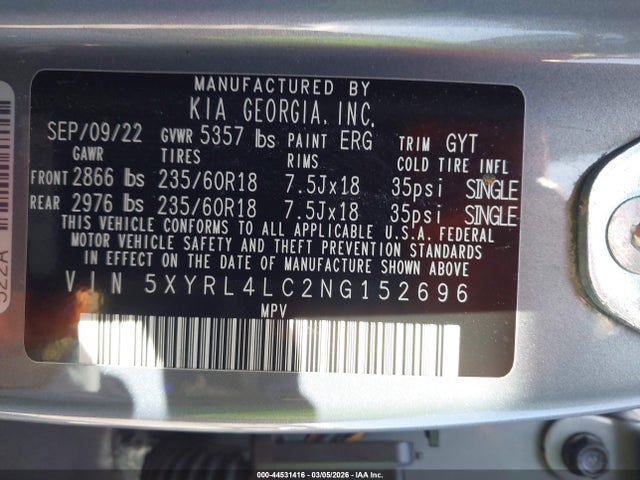 MANUFACTURED BY
KIA GEORGIA, INC.
SEP/09/22 GVWR 5357 lbs PAINT ERG TRIM GYT
GAWR TIRES RIMS COLD TIRE INFL
FRONT 2866 lbs 235/60R18 7.5Jx18 35psi SINGLE
REAR 2976 lbs 235/60R18 7.5Jx18 35psi SINGLE
THIS VEHICLE CONFORMS TO ALL APPLICABLE U.S.A. FEDERAL
MOTOR VEHICLE SAFETY AND THEFT PREVENTION STANDARDS
IN EFFECT ON THE DATE OF MANUFACTURE SHOWN ABOVE
VIN 5XYRL4LC2NG152696
MPV
522A
000-44531416 - 03/05/2026 - IAA Inc.